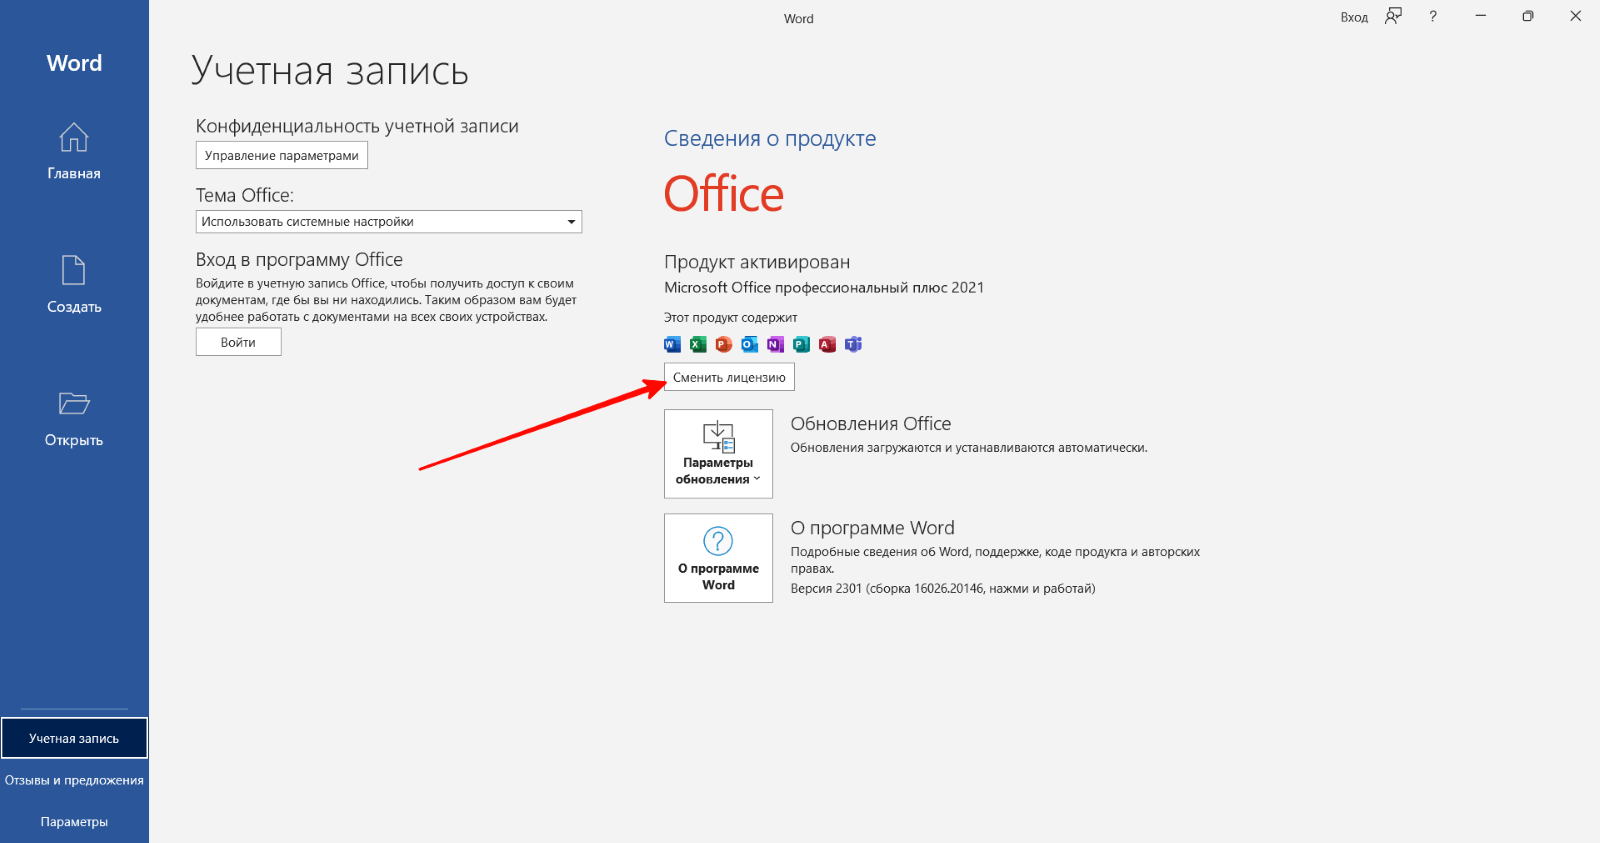 Word
Вход
?
Word
Главная
Создать
Открыть
Учетная запись
Отзывы и предложения
Параметры
Учетная запись
Конфиденциальность учетной записи
Управление параметрами
Тема Office:
Использовать системные настройки
Вход в программу Office
Войдите в учетную запись Office, чтобы получить доступ к своим
документам, где бы вы ни находились. Таким образом вам будет
удобнее работать с документами на всех своих устройствах.
Войти
Сведения о продукте
Office
Продукт активирован
Microsoft Office профессиональный плюс 2021
Этот продукт содержит
W X P O N P A T
Сменить лицензию
Параметры
обновления
Обновления Office
Обновления загружаются и устанавливаются автоматически.
?
О программе
Word
О программе Word
Подробные сведения об Word, поддержке, коде продукта и авторских
правах.
Версия 2301 (сборка 16026.20146, нажми и работай)